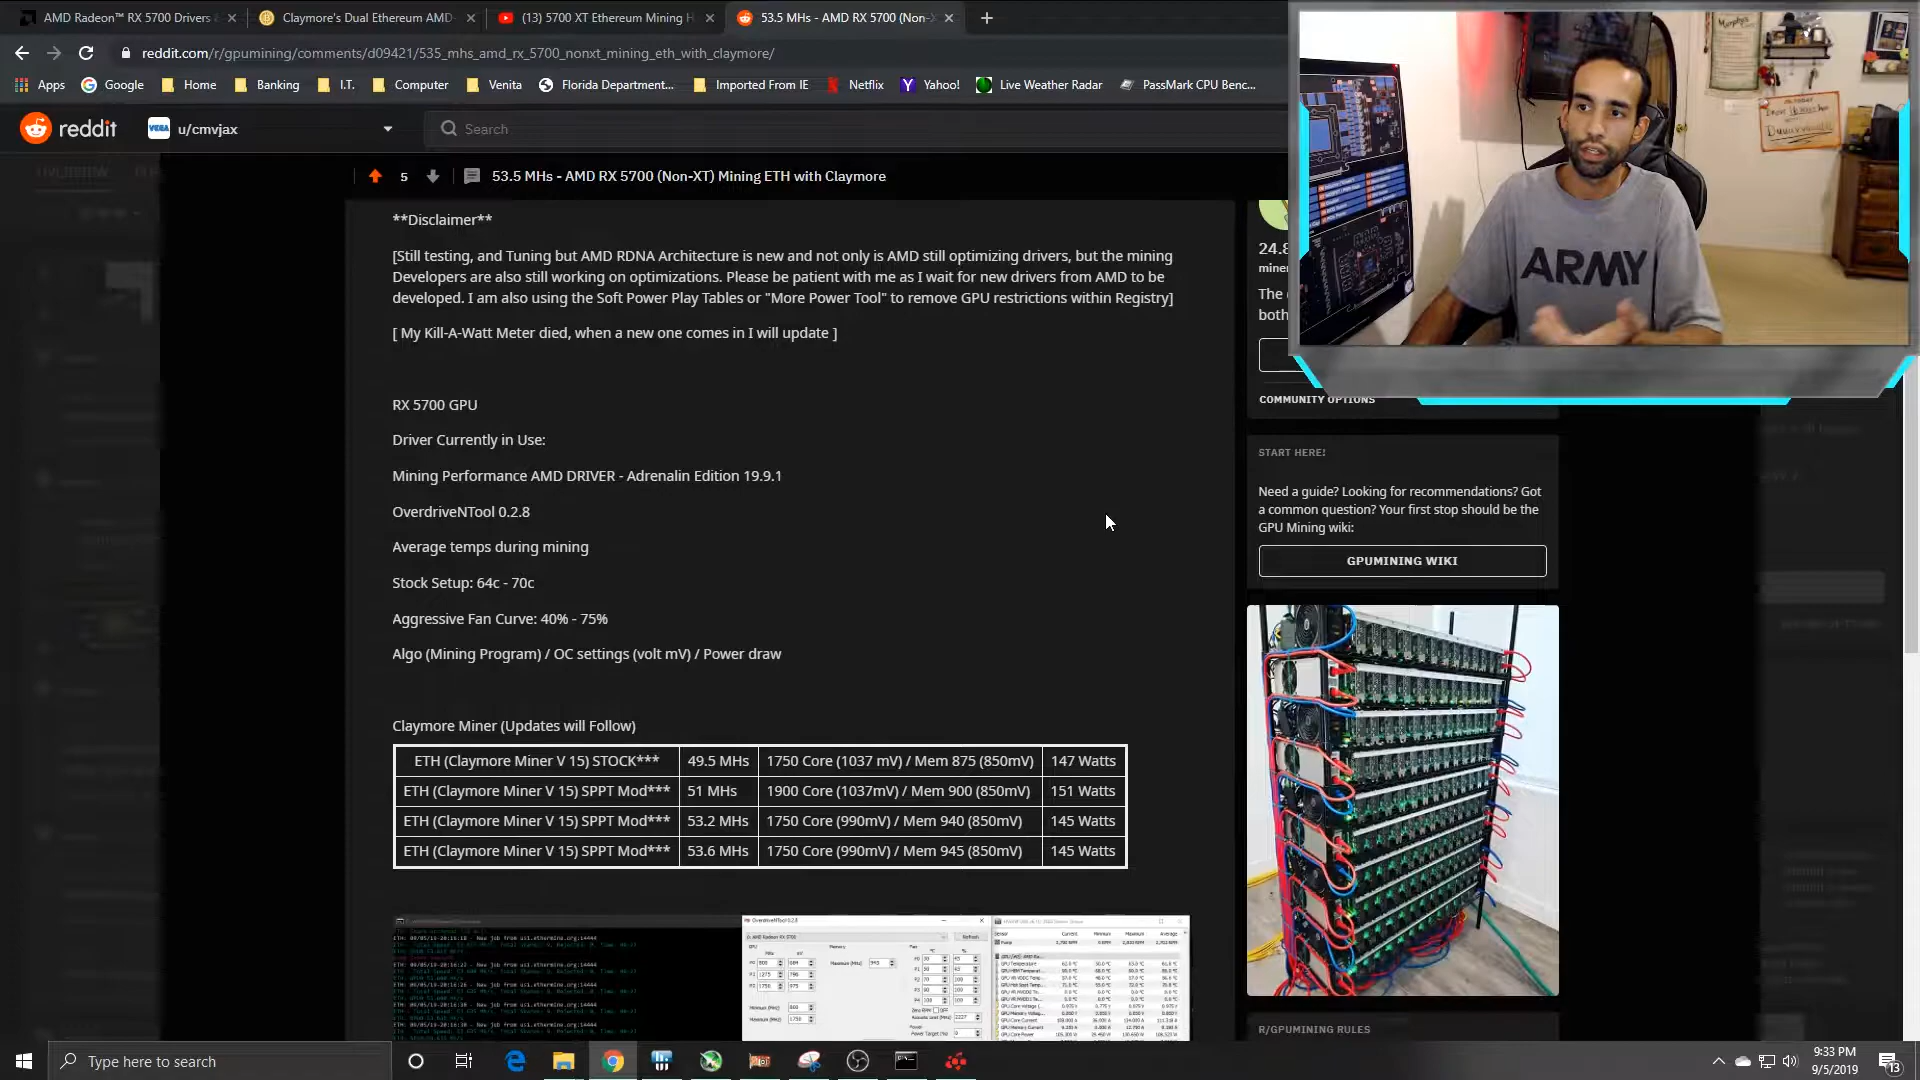 AMD Radeon™ RX 5700 Drivers
Claymore's Dual Ethereum AMD
(13) 5700 XT Ethereum Mining H
53.5 MHs - AMD RX 5700 (Non-X
reddit.com/r/gpumining/comments/d09421/535_mhs_amd_rx_5700_nonxt_mining_eth_with_claymore/
Apps
Google
Home
Banking
I.T.
Computer
Venita
Florida Department...
Imported From IE
Netflix
Yahoo!
Live Weather Radar
PassMark CPU Benc...
reddit
VEGA
u/cmvjax
Search
5
53.5 MHs - AMD RX 5700 (Non-XT) Mining ETH with Claymore
**Disclaimer**
[Still testing, and Tuning but AMD RDNA Architecture is new and not only is AMD still optimizing drivers, but the mining
Developers are also still working on optimizations. Please be patient with me as I wait for new drivers from AMD to be
developed. I am also using the Soft Power Play Tables or "More Power Tool" to remove GPU restrictions within Registry]
[ My Kill-A-Watt Meter died, when a new one comes in I will update ]
RX 5700 GPU
Driver Currently in Use:
Mining Performance AMD DRIVER - Adrenalin Edition 19.9.1
OverdriveNTool 0.2.8
Average temps during mining
Stock Setup: 64c - 70c
Aggressive Fan Curve: 40% - 75%
Algo (Mining Program) / OC settings (volt mV) / Power draw
Claymore Miner (Updates will Follow)
ETH (Claymore Miner V 15) STOCK*** 49.5 MHs 1750 Core (1037 mV) / Mem 875 (850mV) 147 Watts
ETH (Claymore Miner V 15) SPPT Mod*** 51 MHs 1900 Core (1037mV) / Mem 900 (850mV) 151 Watts
ETH (Claymore Miner V 15) SPPT Mod*** 53.2 MHs 1750 Core (990mV) / Mem 940 (850mV) 145 Watts
ETH (Claymore Miner V 15) SPPT Mod*** 53.6 MHs 1750 Core (990mV) / Mem 945 (850mV) 145 Watts
24.8
miner
The
both
COMMUNITY OPTIONS
START HERE!
Need a guide? Looking for recommendations? Got
a common question? Your first stop should be the
GPU Mining wiki:
GPUMINING WIKI
R/GPUMINING RULES
ARMY
OverdriveNTool 0.2.8
Type here to search
9:33 PM
9/5/2019
13